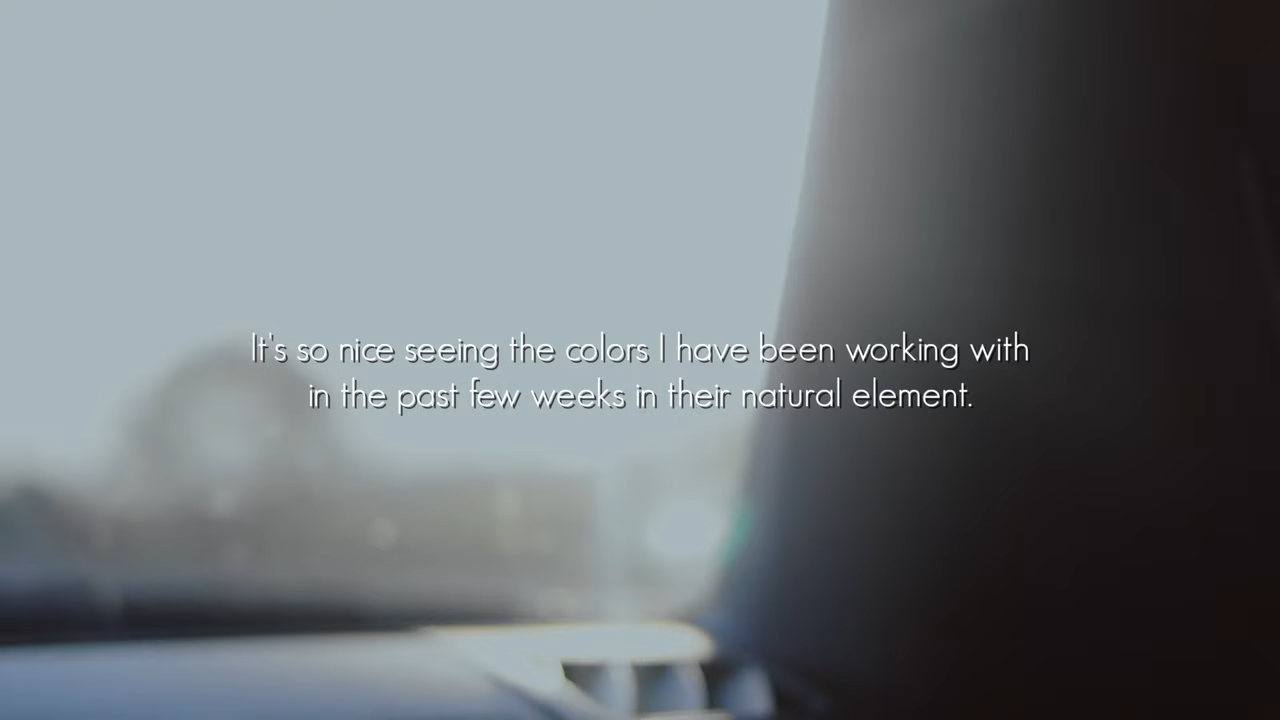 It's so nice seeing the colors I have been working with
in the past few weeks in their natural element.